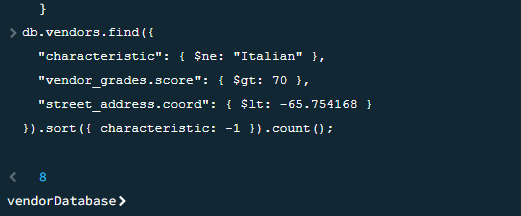 }
> db.vendors.find({
"characteristic": { $ne: "Italian" },
"vendor_grades.score": { $gt: 70 },
"street_address.coord": { $lt: -65.754168 }
}).sort({ characteristic: -1 }).count();
< 8
vendorDatabase>